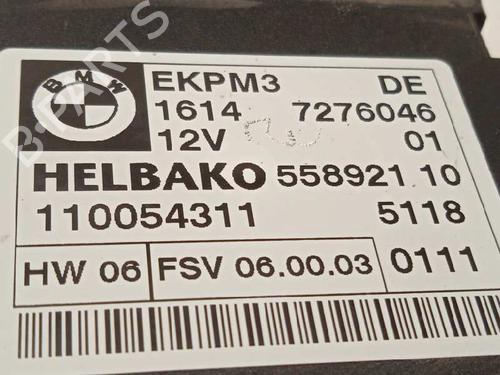 BMW
EKPM3 DE
1614 7276046
12V 01
HELBAKO 558921 10
110054311 5118
HW 06 FSV 06.00.03 0111
B-PARTS